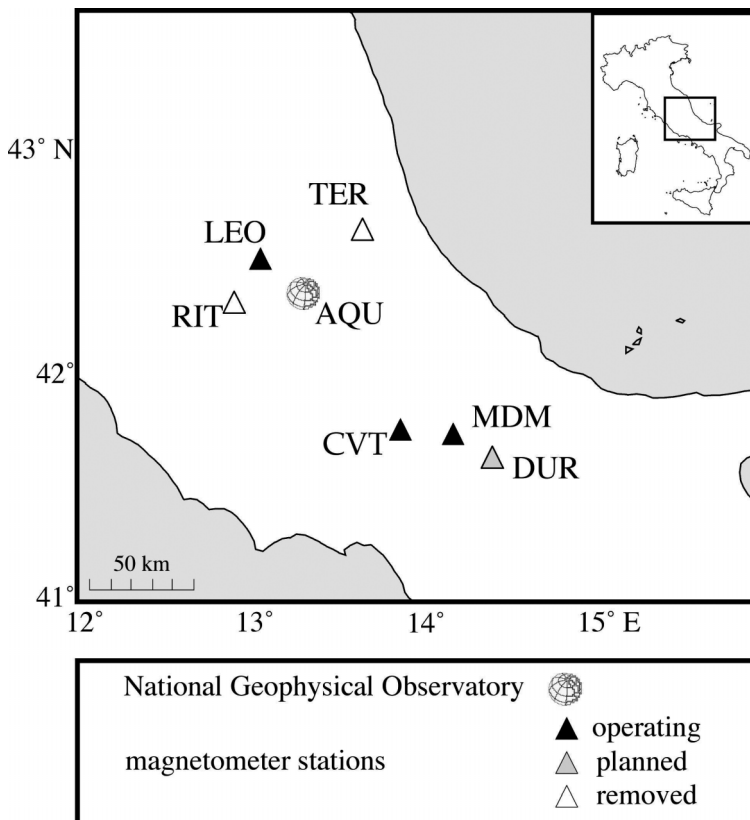 43° N
TER
LEO
RIT
AQU
42°
MDM
CVT
DUR
50 km
41°
12° 13° 14° 15° E
National Geophysical Observatory
operating
magnetometer stations
planned
removed